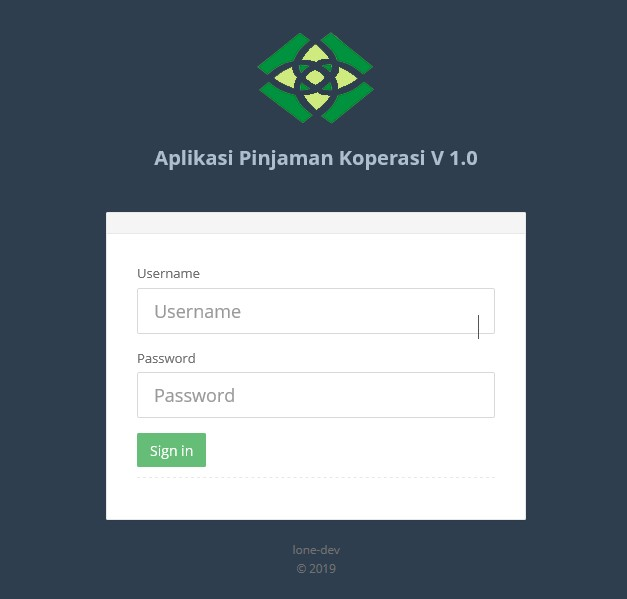 Aplikasi Pinjaman Koperasi V 1.0
Username
Username
Password
Password
Sign in
lone-dev
© 2019